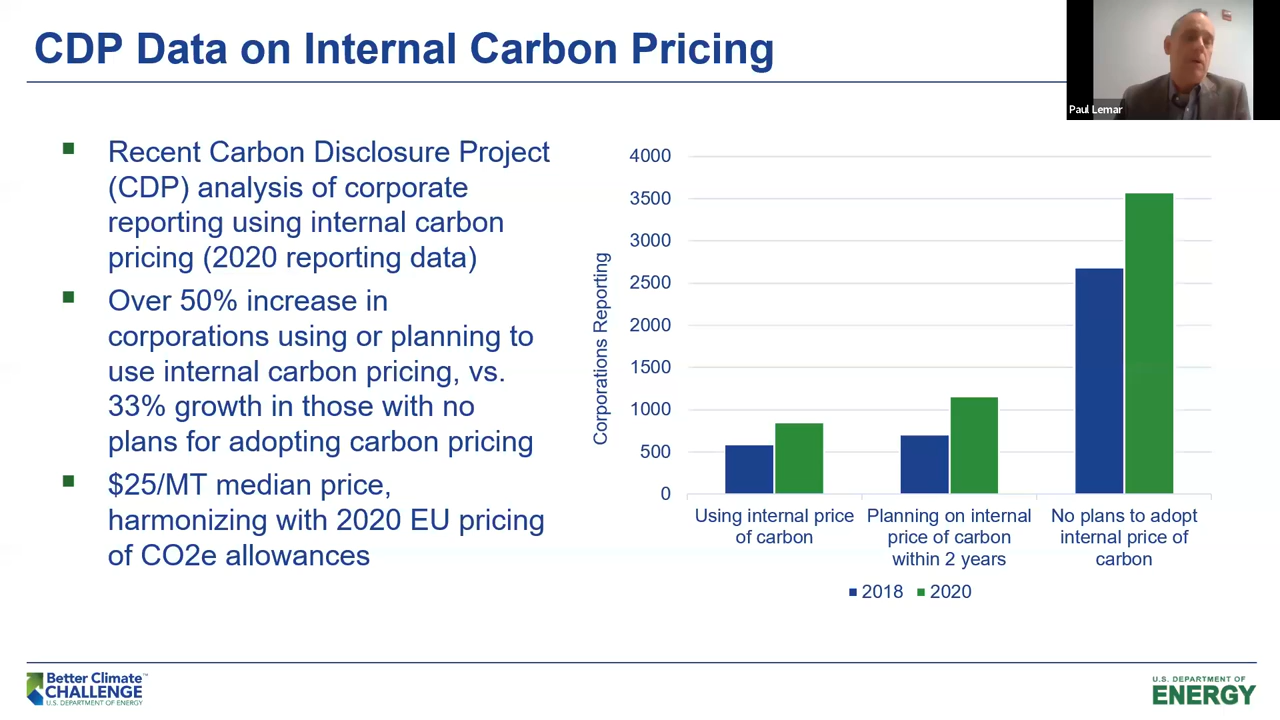 CDP Data on Internal Carbon Pricing
Paul Lemar
Recent Carbon Disclosure Project
(CDP) analysis of corporate
reporting using internal carbon
pricing (2020 reporting data)
Over 50% increase in
corporations using or planning to
use internal carbon pricing, vs.
33% growth in those with no
plans for adopting carbon pricing
$25/MT median price,
harmonizing with 2020 EU pricing
of CO2e allowances
Corporations Reporting
4000
3500
3000
2500
2000
1500
1000
500
0
Using internal price
of carbon
Planning on internal
price of carbon
within 2 years
No plans to adopt
internal price of
carbon
2018
2020
Better Climate™
CHALLENGE
U.S. DEPARTMENT OF ENERGY
U.S. DEPARTMENT OF
ENERGY